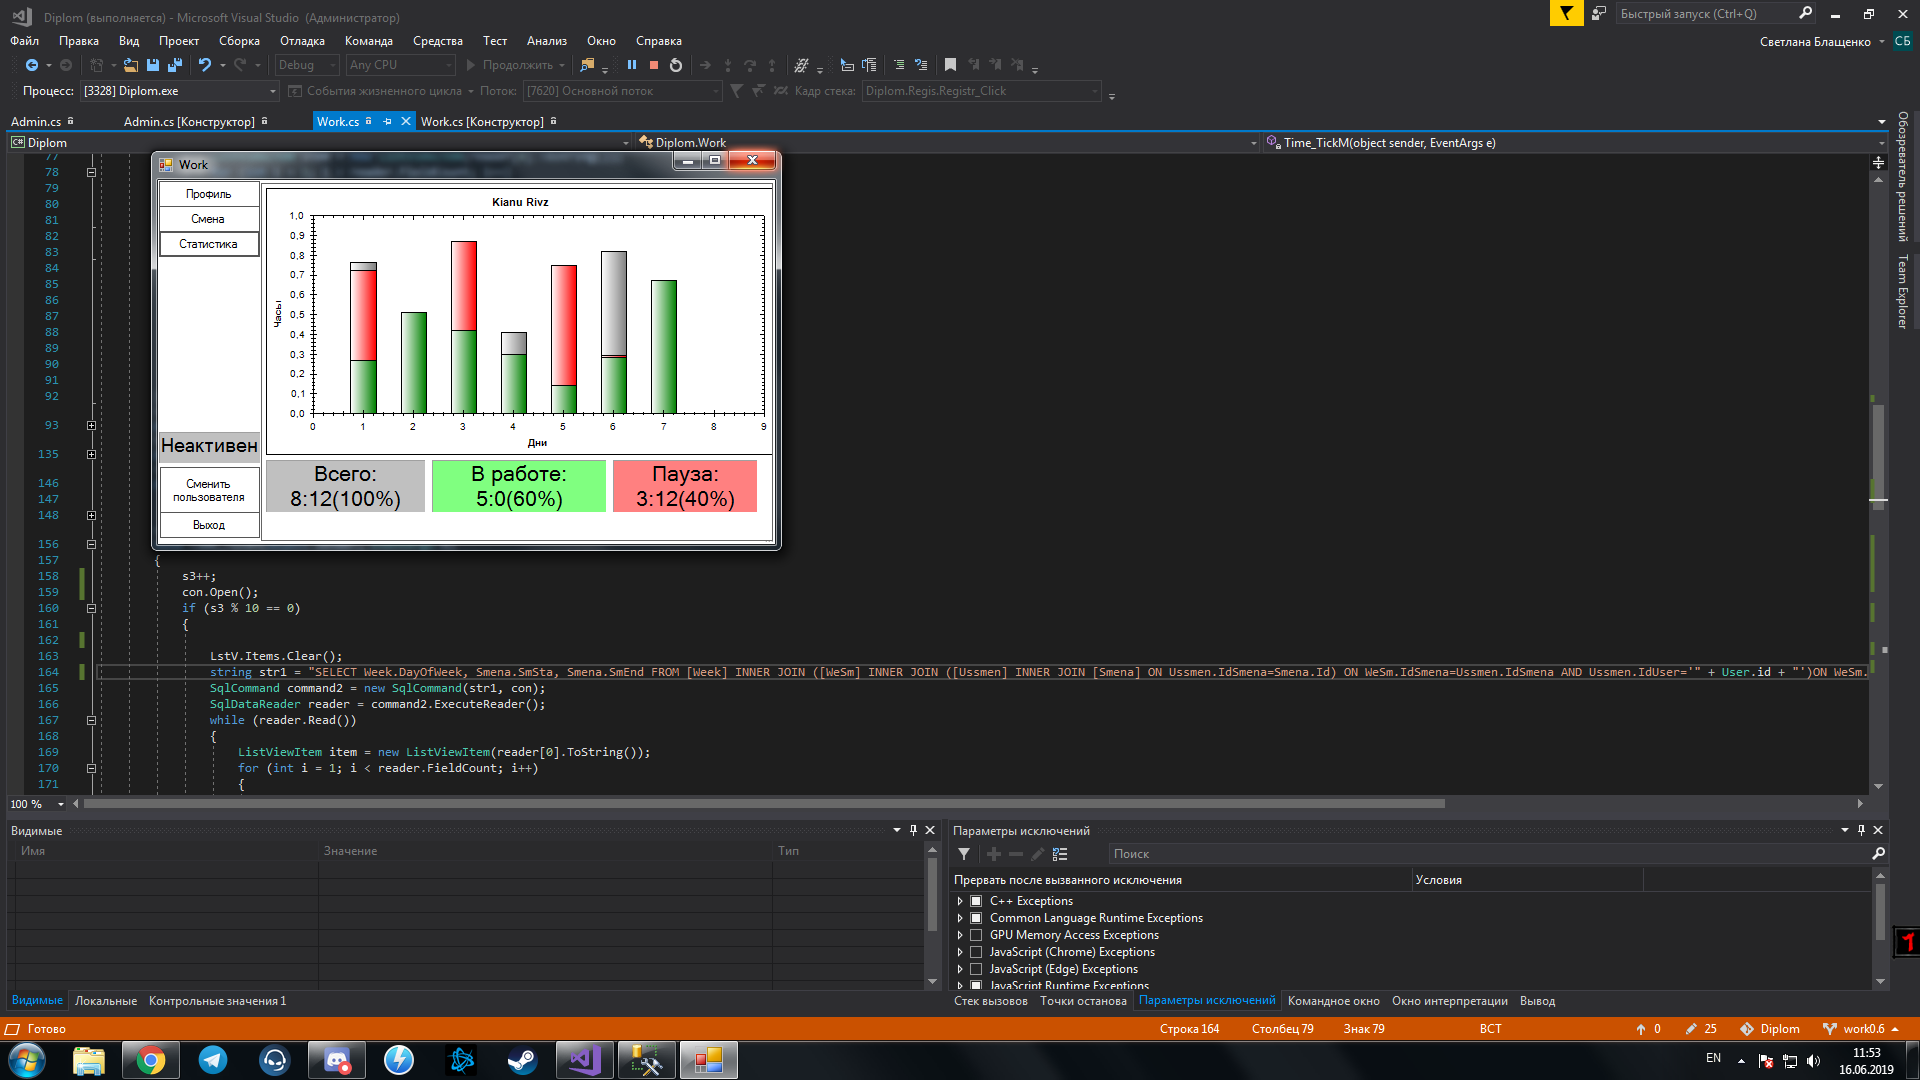 Diplom (выполняется) - Microsoft Visual Studio (Администратор)
Быстрый запуск (Ctrl+Q)
Файл Правка Вид Проект Сборка Отладка Команда Средства Тест Анализ Окно Справка
Светлана Блащенко СБ
Debug Any CPU Продолжить
Процесс: [3328] Diplom.exe События жизненного цикла Поток: [7620] Основной поток Кадр стека: Diplom.Regis.Registr_Click
Admin.cs Admin.cs [Конструктор] Work.cs Work.cs [Конструктор]
Diplom Diplom.Work Time_TickM(object sender, EventArgs e)
Обозреватель решений
Team Explorer
Work
Профиль
Смена
Статистика
Неактивен
Сменить
пользователя
Выход
Kianu Rivz
Часы
1,0
0,9
0,8
0,7
0,6
0,5
0,4
0,3
0,2
0,1
0,0
0 1 2 3 4 5 6 7 8 9
Дни
Всего:
8:12(100%)
В работе:
5:0(60%)
Пауза:
3:12(40%)
77
78
79
80
81
82
83
84
85
86
87
88
89
90
91
92
93
135
146
147
148
156
157 {
158 s3++;
159 con.Open();
160 if (s3 % 10 == 0)
161 {
162
163 LstV.Items.Clear();
164 string str1 = "SELECT Week.DayOfWeek, Smena.SmSta, Smena.SmEnd FROM [Week] INNER JOIN ([WeSm] INNER JOIN ([Ussmen] INNER JOIN [Smena] ON Ussmen.IdSmena=Smena.Id) ON WeSm.IdSmena=Ussmen.IdSmena AND Ussmen.IdUser='" + User.id + "')ON WeSm.
165 SqlCommand command2 = new SqlCommand(str1, con);
166 SqlDataReader reader = command2.ExecuteReader();
167 while (reader.Read())
168 {
169 ListViewItem item = new ListViewItem(reader[0].ToString());
170 for (int i = 1; i < reader.FieldCount; i++)
171 {
100 %
Видимые
Имя Значение Тип
Видимые Локальные Контрольные значения 1
Параметры исключений
Поиск
Прервать после вызванного исключения Условия
C++ Exceptions
Common Language Runtime Exceptions
GPU Memory Access Exceptions
JavaScript (Chrome) Exceptions
JavaScript (Edge) Exceptions
JavaScript Runtime Exceptions
Стек вызовов Точки останова Параметры исключений Командное окно Окно интерпретации Вывод
Готово Строка 164 Столбец 79 Знак 79 ВСТ 0 25 Diplom work0.6
EN
11:53
16.06.2019